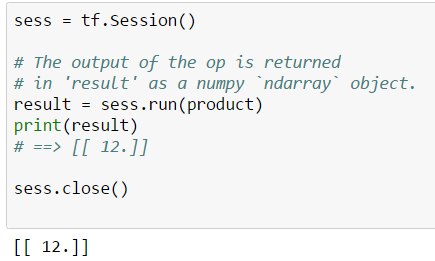 sess = tf.Session()
# The output of the op is returned
# in 'result' as a numpy `ndarray` object.
result = sess.run(product)
print(result)
# ==> [[ 12.]]
sess.close()
[[ 12.]]